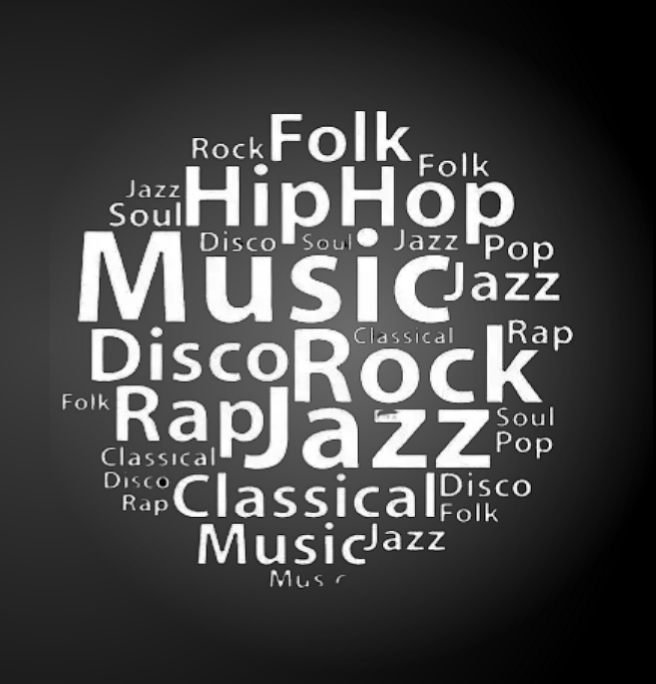 Rock Folk
Folk
Jazz HipHop
Soul
Disco Soul Jazz Pop
Music Jazz
Classical Rap
Disco Rock
Folk Rap Jazz Soul
Pop
Classical
Disco Classical Disco
Rap Folk
Music Jazz